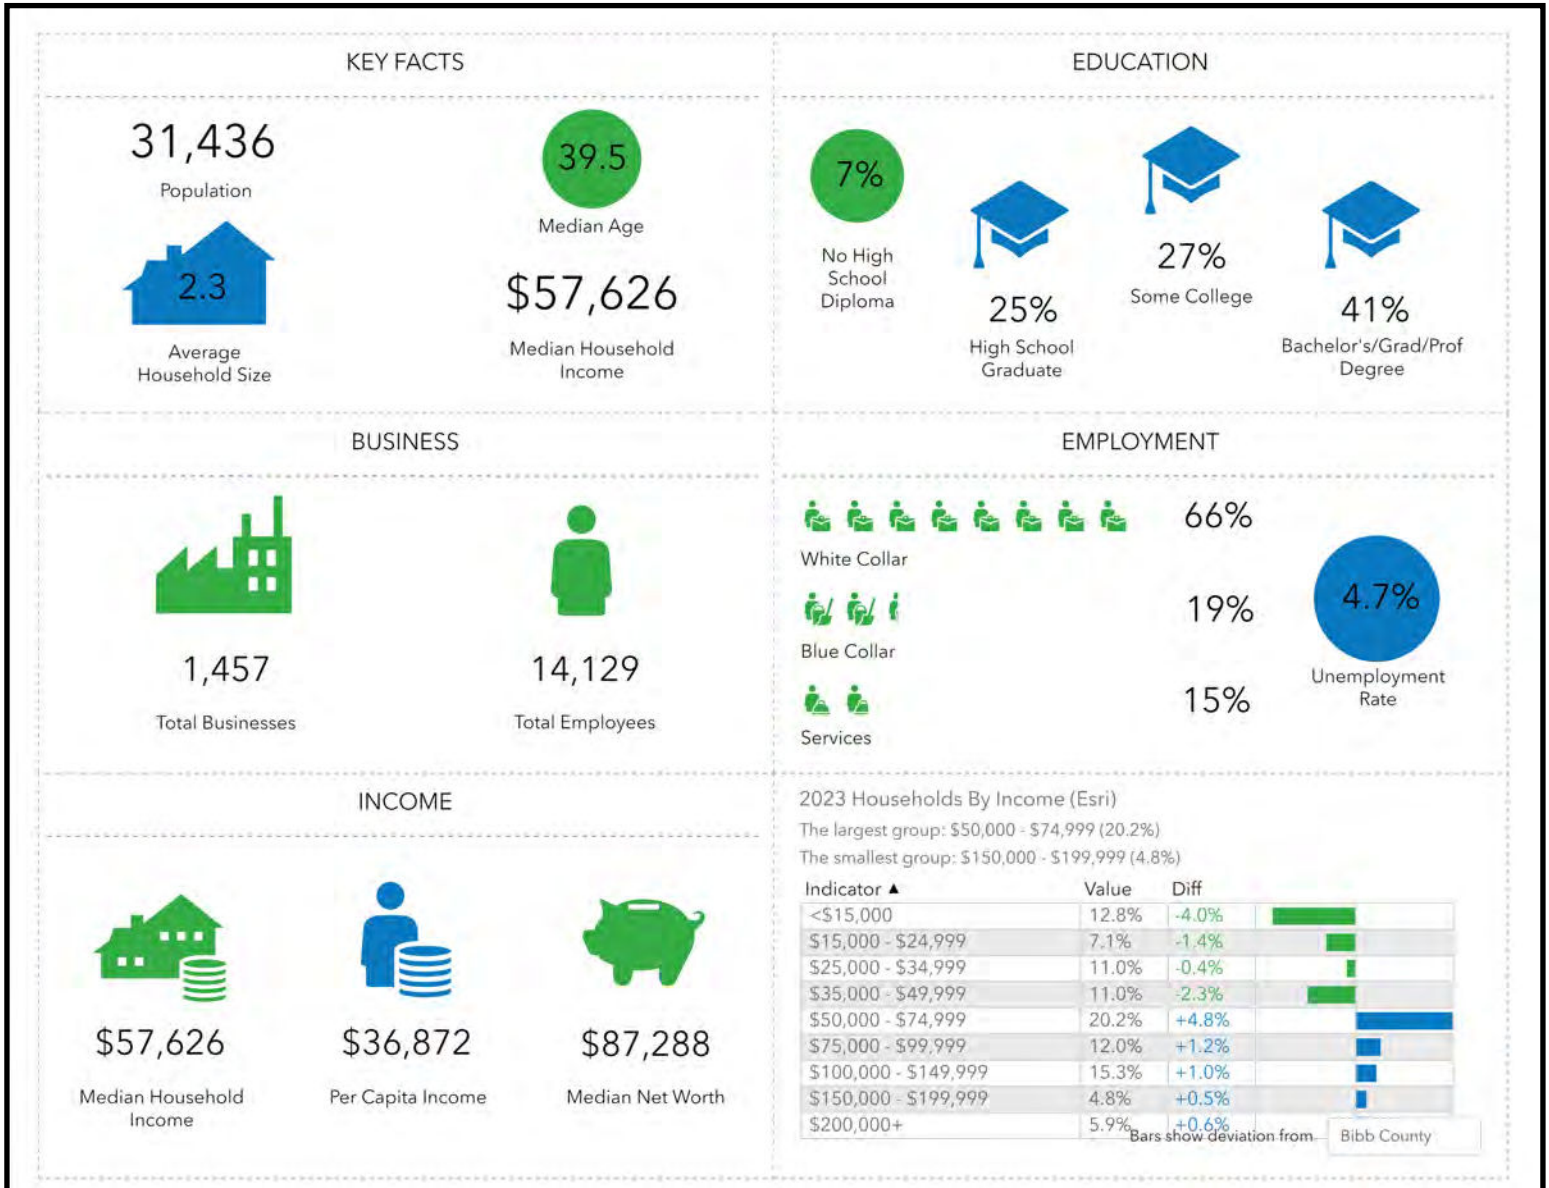 KEY FACTS
31,436
Population
39.5
Median Age
2.3
Average
Household Size
$57,626
Median Household
Income
EDUCATION
7%
No High
School
Diploma
25%
High School
Graduate
27%
Some College
41%
Bachelor's/Grad/Prof
Degree
BUSINESS
1,457
Total Businesses
14,129
Total Employees
EMPLOYMENT
66%
White Collar
19%
Blue Collar
15%
Services
4.7%
Unemployment
Rate
INCOME
$57,626
Median Household
Income
$36,872
Per Capita Income
$87,288
Median Net Worth
2023 Households By Income (Esri)
The largest group: $50,000 - $74,999 (20.2%)
The smallest group: $150,000 - $199,999 (4.8%)
Indicator ▲ Value Diff
<$15,000 12.8% -4.0%
$15,000 - $24,999 7.1% -1.4%
$25,000 - $34,999 11.0% -0.4%
$35,000 - $49,999 11.0% -2.3%
$50,000 - $74,999 20.2% +4.8%
$75,000 - $99,999 12.0% +1.2%
$100,000 - $149,999 15.3% +1.0%
$150,000 - $199,999 4.8% +0.5%
$200,000+ 5.9% +0.6%
Bars show deviation from Bibb County